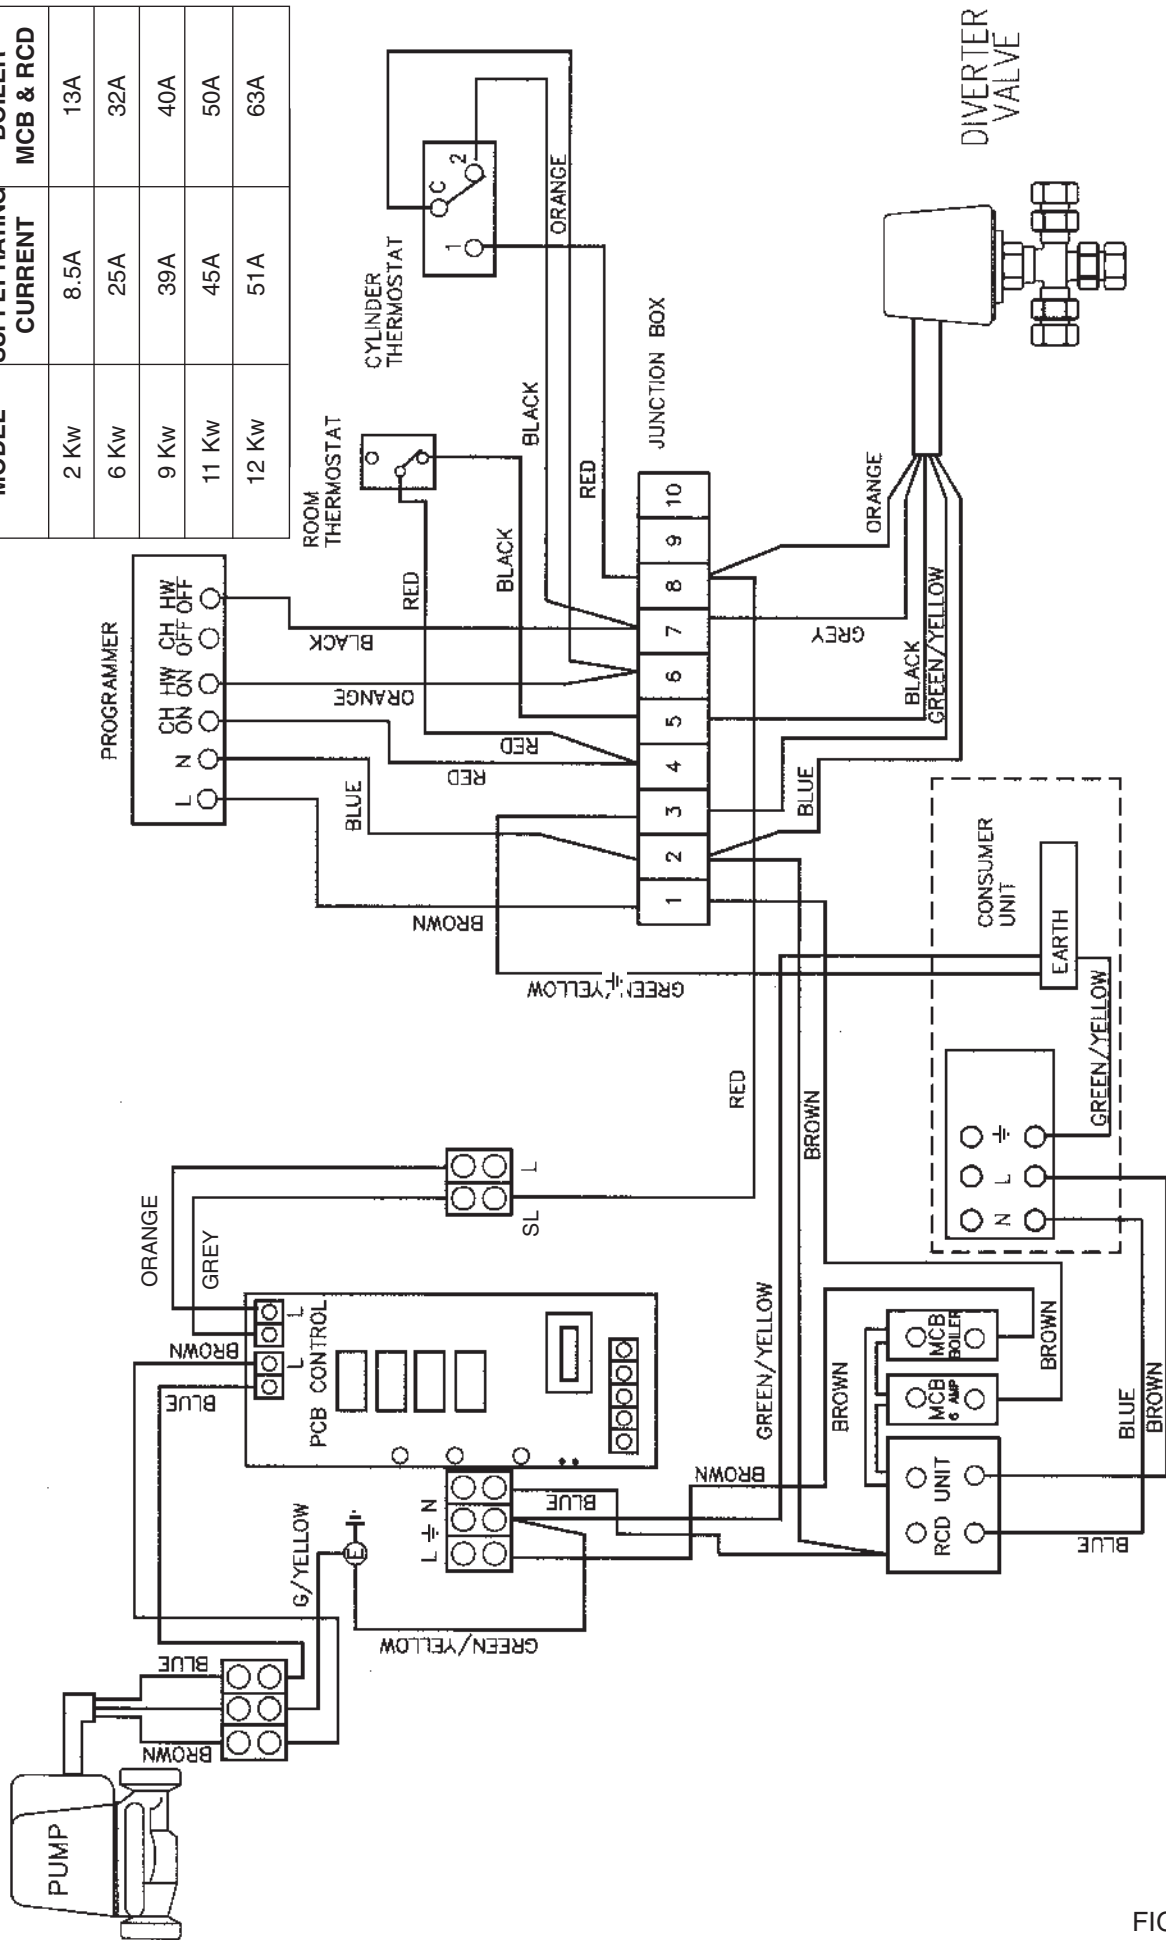 MODEL
CURRENT
MCB & RCD
2 Kw 8.5A 13A
6 Kw 25A 32A
9 Kw 39A 40A
11 Kw 45A 50A
12 Kw 51A 63A
PROGRAMMER
L N CH ON HW ON CH OFF HW OFF
BLUE
RED
ORANGE
BLACK
BROWN
ROOM
THERMOSTAT
RED
BLACK
RED
CYLINDER
THERMOSTAT
1 C 2
BLACK
ORANGE
RED
JUNCTION BOX
1 2 3 4 5 6 7 8 9 10
DIVERTER
VALVE
ORANGE
GREY
BLACK
GREEN/YELLOW
BLUE
GREEN/YELLOW
PUMP
BLUE
BROWN
G/YELLOW
E
GREEN/YELLOW
ORANGE
GREY
BROWN
BLUE
L L
PCB CONTROL
L N
SL L
RED
BROWN
BLUE
BROWN
GREEN/YELLOW
BROWN
RCD UNIT
MCB
6 AMP
MCB
BOILER
BROWN
BLUE
BLUE
BROWN
CONSUMER
UNIT
EARTH
N L
GREEN/YELLOW
FIG